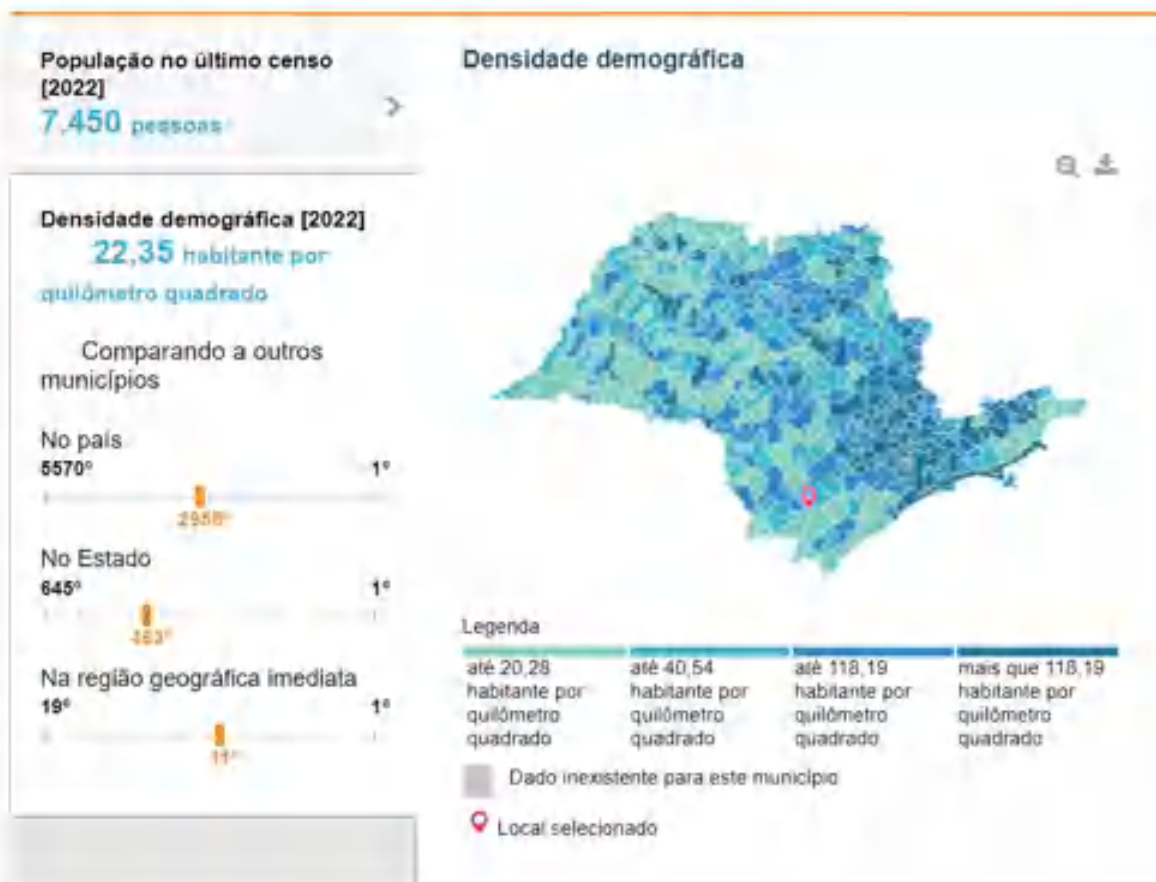 População no último censo
[2022]
7.450 pessoas
Densidade demográfica [2022]
22,35 habitante por
quilômetro quadrado
Comparando a outros
municípios
No país
5570º
1º
No Estado
645º
1º
463º
Na região geográfica imediata
19º
1º
11º
Densidade demográfica
Legenda
até 20,28
habitante por
quilômetro
quadrado
até 40,54
habitante por
quilômetro
quadrado
até 118,19
habitante por
quilômetro
quadrado
mais que 118,19
habitante por
quilômetro
quadrado
Dado inexistente para este município
Local selecionado